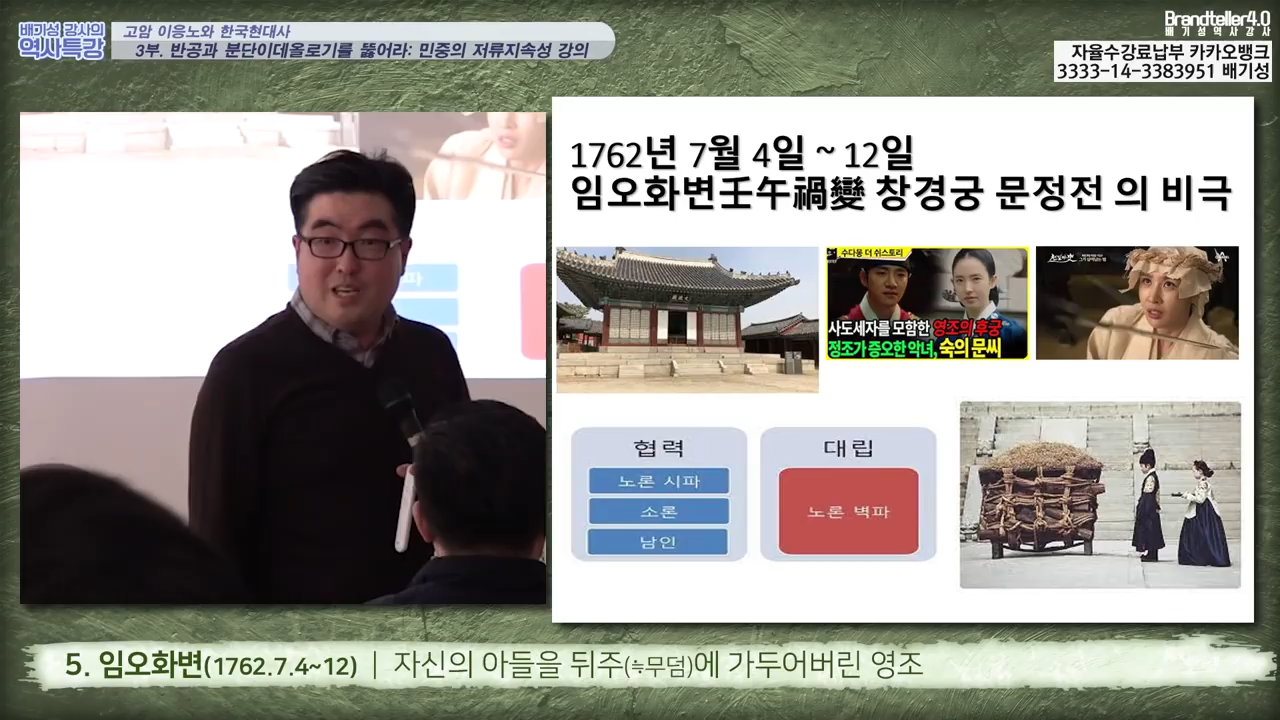 배기성 강사의
역사특강
고암 이응노와 한국현대사
3부. 반공과 분단이데올로기를 뚫어라: 민중의 저류지속성 강의
Brandteller4.0
배기성역사강사
자율수강료납부 카카오뱅크
3333-14-3383951 배기성
1762년 7월 4일 ~ 12일
임오화변壬午禍變 창경궁 문정전 의 비극
수다몽 더 쉬스토리
사도세자를 모함한 영조의 후궁
정조가 증오한 악녀, 숙의 문씨
협력
노론 시파
소론
남인
대립
노론 벽파
5. 임오화변(1762.7.4~12) | 자신의 아들을 뒤주(≒무덤)에 가두어버린 영조